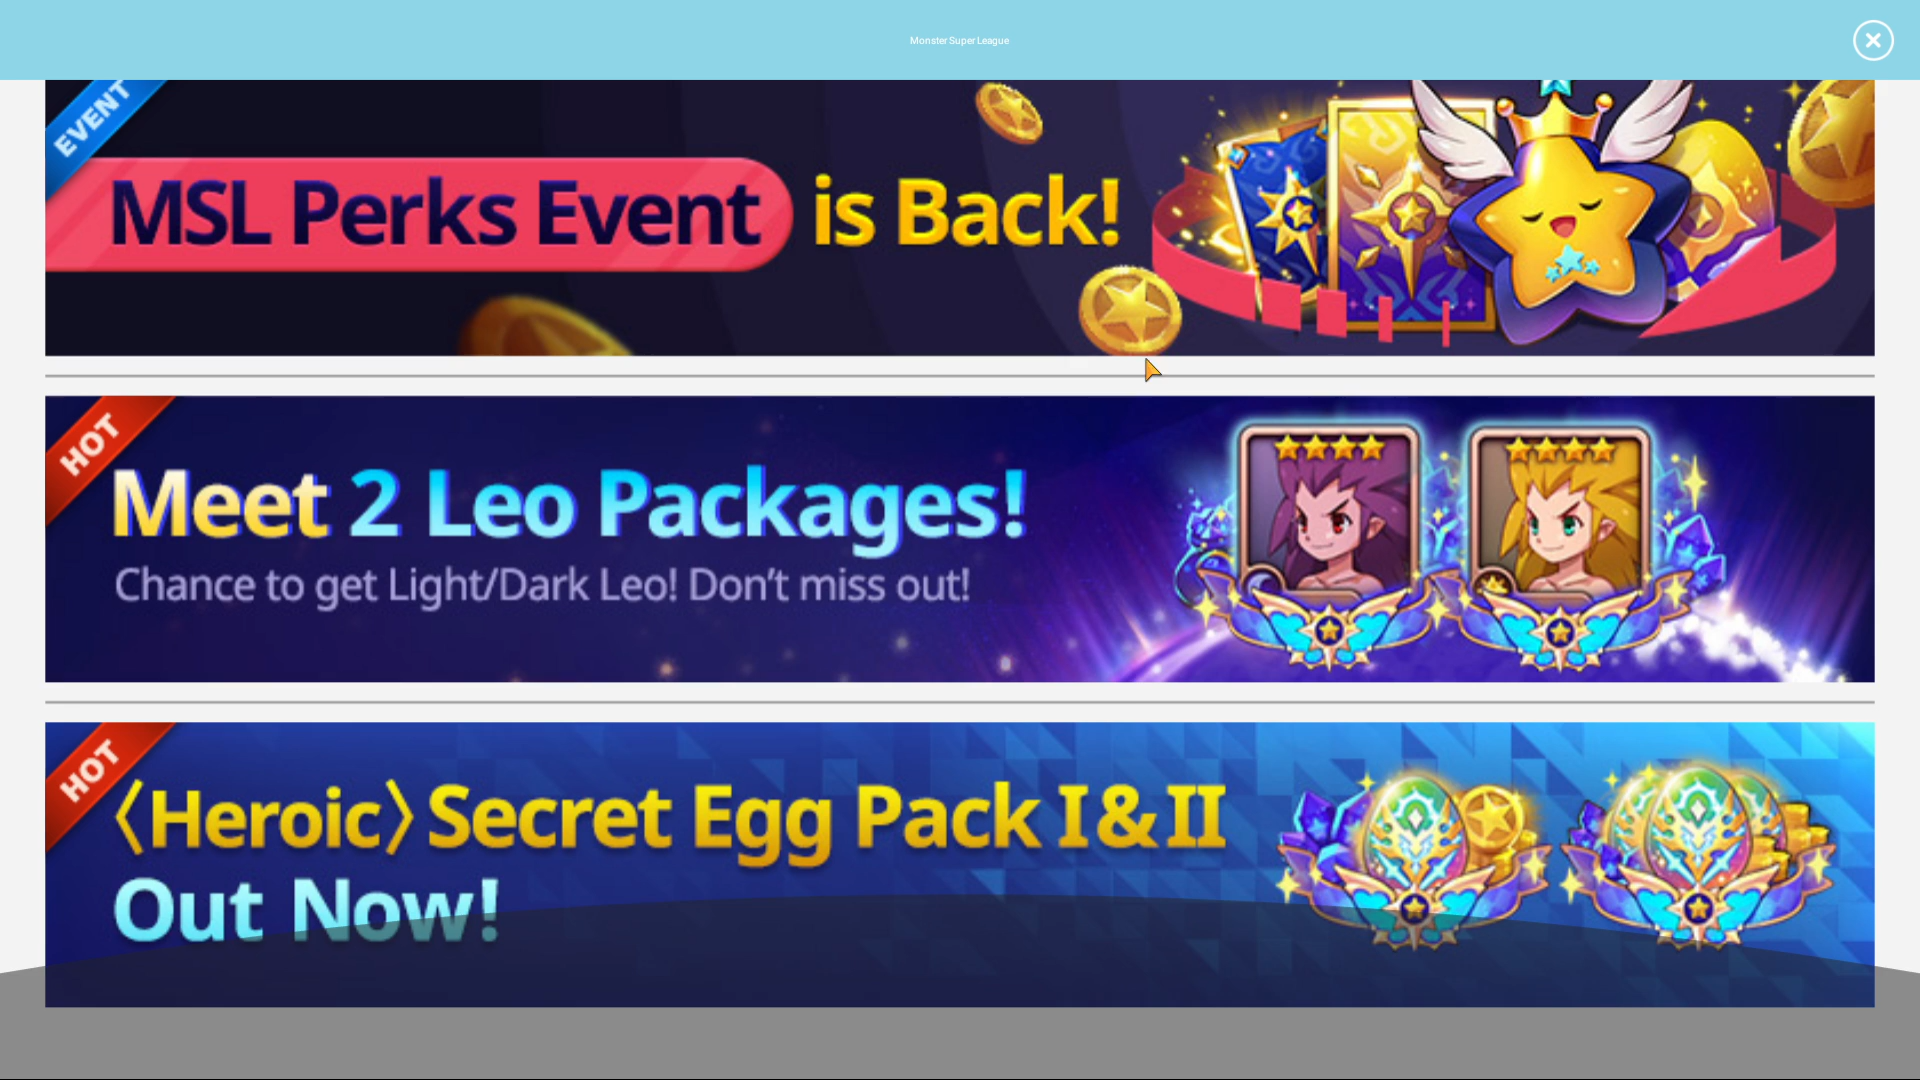 Monster Super League
EVENT
MSL Perks Event is Back!
HOT
Meet 2 Leo Packages!
Chance to get Light/Dark Leo! Don't miss out!
HOT
〈Heroic〉Secret Egg Pack I & II
Out Now!